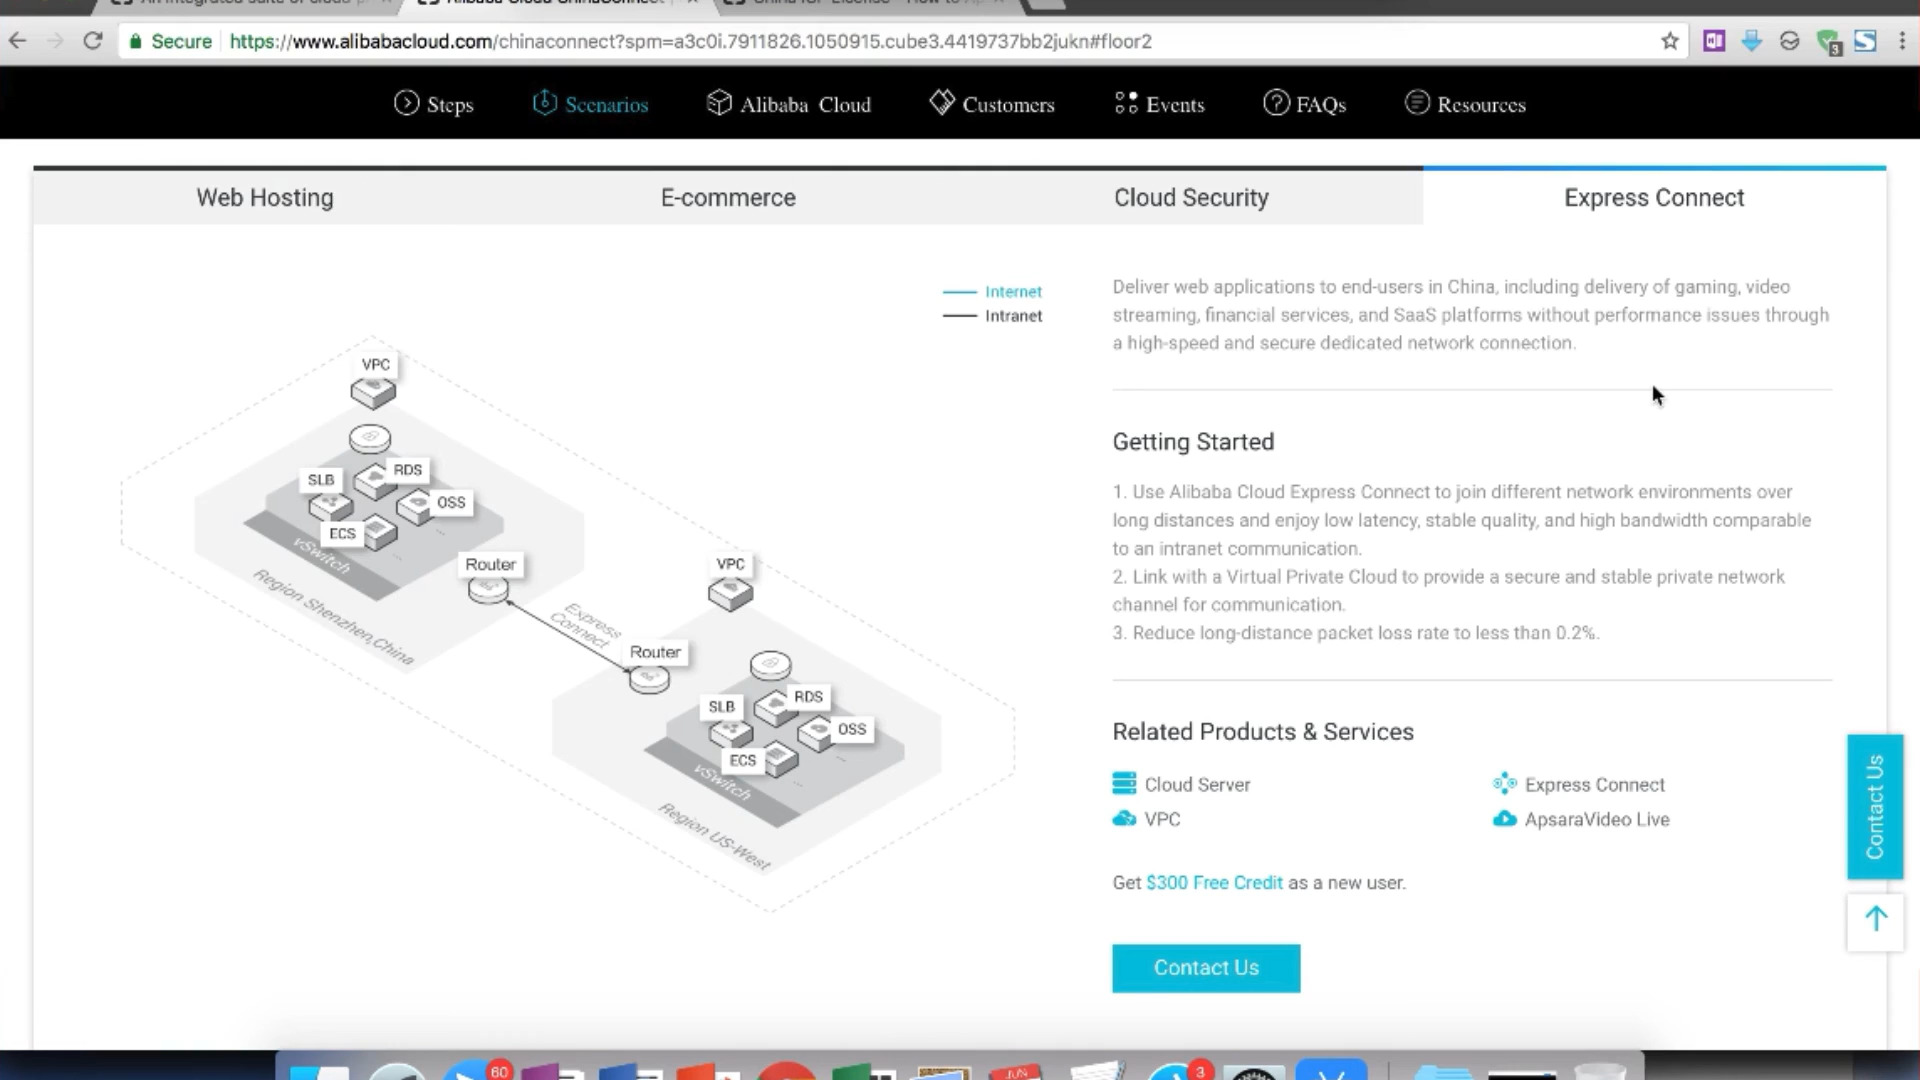 Secure https://www.alibabacloud.com/chinaconnect?spm=a3c0i.7911826.1050915.cube3.4419737bb2jukn#floor2
3
Steps Scenarios Alibaba Cloud Customers Events FAQs Resources
Web Hosting E-commerce Cloud Security Express Connect
Internet
Intranet
VPC
SLB
RDS
OSS
ECS
vSwitch
Region Shenzhen,China
Router
Express
Connect
Router
VPC
SLB
RDS
OSS
ECS
vSwitch
Region US-West
Deliver web applications to end-users in China, including delivery of gaming, video
streaming, financial services, and SaaS platforms without performance issues through
a high-speed and secure dedicated network connection.
Getting Started
1. Use Alibaba Cloud Express Connect to join different network environments over
long distances and enjoy low latency, stable quality, and high bandwidth comparable
to an intranet communication.
2. Link with a Virtual Private Cloud to provide a secure and stable private network
channel for communication.
3. Reduce long-distance packet loss rate to less than 0.2%.
Related Products & Services
Cloud Server Express Connect
VPC ApsaraVideo Live
Get $300 Free Credit as a new user.
Contact Us
Contact Us
60
JUN
3